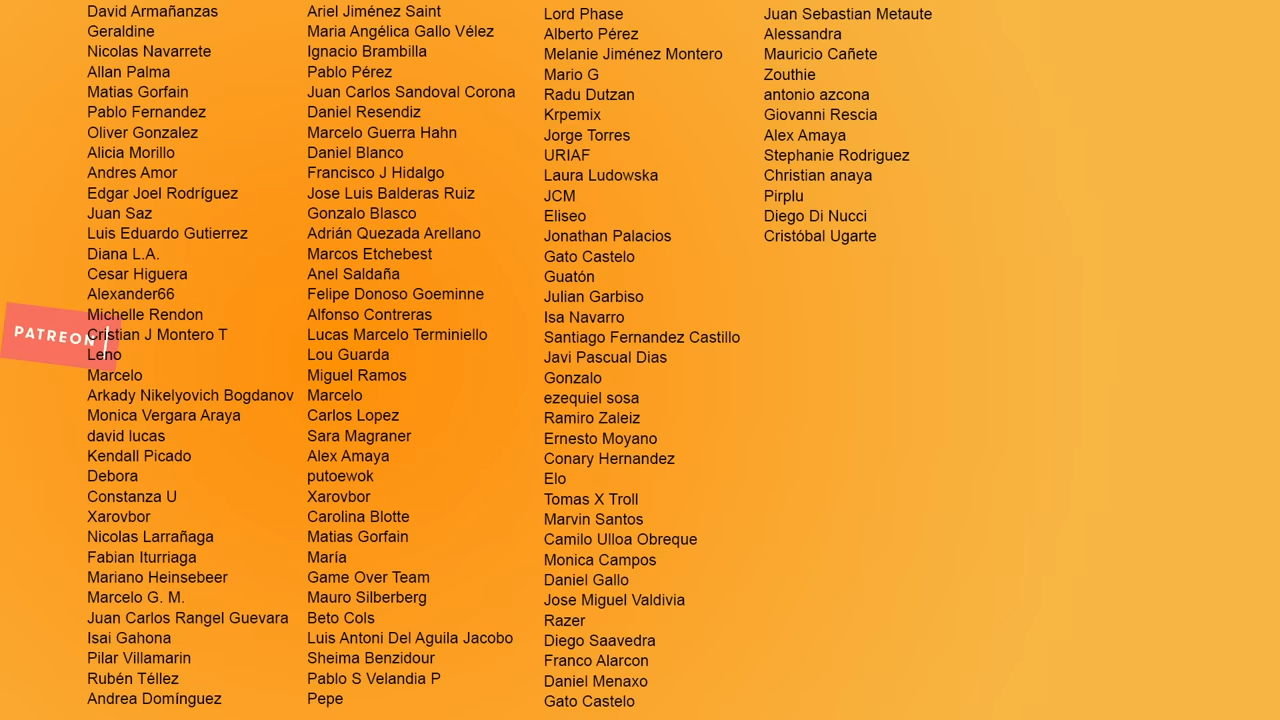 David Armañanzas
Geraldine
Nicolas Navarrete
Allan Palma
Matias Gorfain
Pablo Fernandez
Oliver Gonzalez
Alicia Morillo
Andres Amor
Edgar Joel Rodríguez
Juan Saz
Luis Eduardo Gutierrez
Diana L.A.
Cesar Higuera
Alexander66
Michelle Rendon
Cristian J Montero T
Leño
Marcelo
Arkady Nikelyovich Bogdanov
Monica Vergara Araya
david lucas
Kendall Picado
Debora
Constanza U
Xarovbor
Nicolas Larrañaga
Fabian Iturriaga
Mariano Heinsebeer
Marcelo G. M.
Juan Carlos Rangel Guevara
Isai Gahona
Pilar Villamarin
Rubén Téllez
Andrea Domínguez
PATREON
Ariel Jiménez Saint
Maria Angélica Gallo Vélez
Ignacio Brambilla
Pablo Pérez
Juan Carlos Sandoval Corona
Daniel Resendiz
Marcelo Guerra Hahn
Daniel Blanco
Francisco J Hidalgo
Jose Luis Balderas Ruiz
Gonzalo Blasco
Adrián Quezada Arellano
Marcos Etchebest
Anel Saldaña
Felipe Donoso Goeminne
Alfonso Contreras
Lucas Marcelo Terminiello
Lou Guarda
Miguel Ramos
Marcelo
Carlos Lopez
Sara Magraner
Alex Amaya
putoewok
Xarovbor
Carolina Blotte
Matias Gorfain
María
Game Over Team
Mauro Silberberg
Beto Cols
Luis Antoni Del Aguila Jacobo
Sheima Benzidour
Pablo S Velandia P
Pepe
Lord Phase
Alberto Pérez
Melanie Jiménez Montero
Mario G
Radu Dutzan
Krpemix
Jorge Torres
URIAF
Laura Ludowska
JCM
Eliseo
Jonathan Palacios
Gato Castelo
Guatón
Julian Garbiso
Isa Navarro
Santiago Fernandez Castillo
Javi Pascual Dias
Gonzalo
ezequiel sosa
Ramiro Zaleiz
Ernesto Moyano
Conary Hernandez
Elo
Tomas X Troll
Marvin Santos
Camilo Ulloa Obreque
Monica Campos
Daniel Gallo
Jose Miguel Valdivia
Razer
Diego Saavedra
Franco Alarcon
Daniel Menaxo
Gato Castelo
Juan Sebastian Metaute
Alessandra
Mauricio Cañete
Zouthie
antonio azcona
Giovanni Rescia
Alex Amaya
Stephanie Rodriguez
Christian anaya
Pirplu
Diego Di Nucci
Cristóbal Ugarte